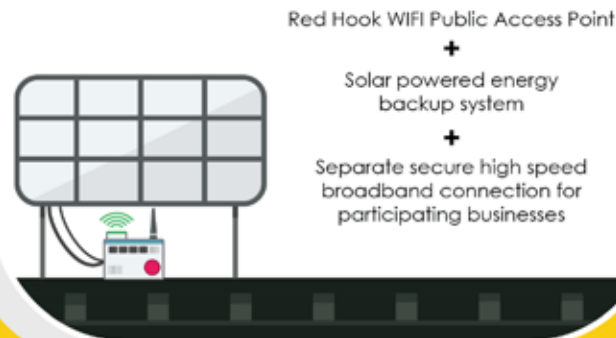 Red Hook WIFI Public Access Point
+
Solar powered energy
backup system
+
Separate secure high speed
broadband connection for
participating businesses